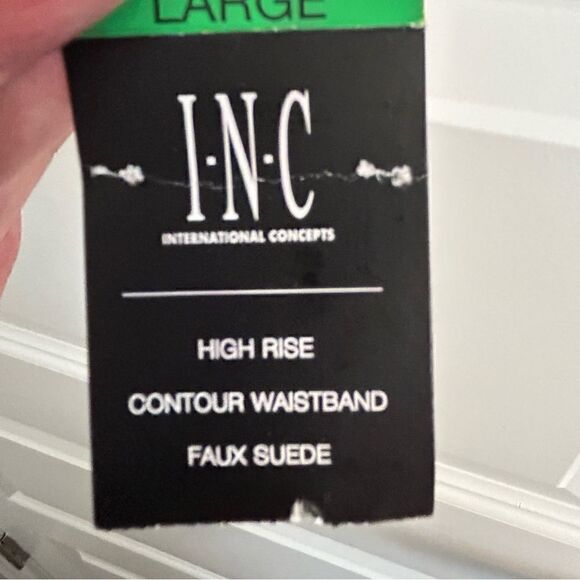 LARGE
I·N·C
INTERNATIONAL CONCEPTS
HIGH RISE
CONTOUR WAISTBAND
FAUX SUEDE